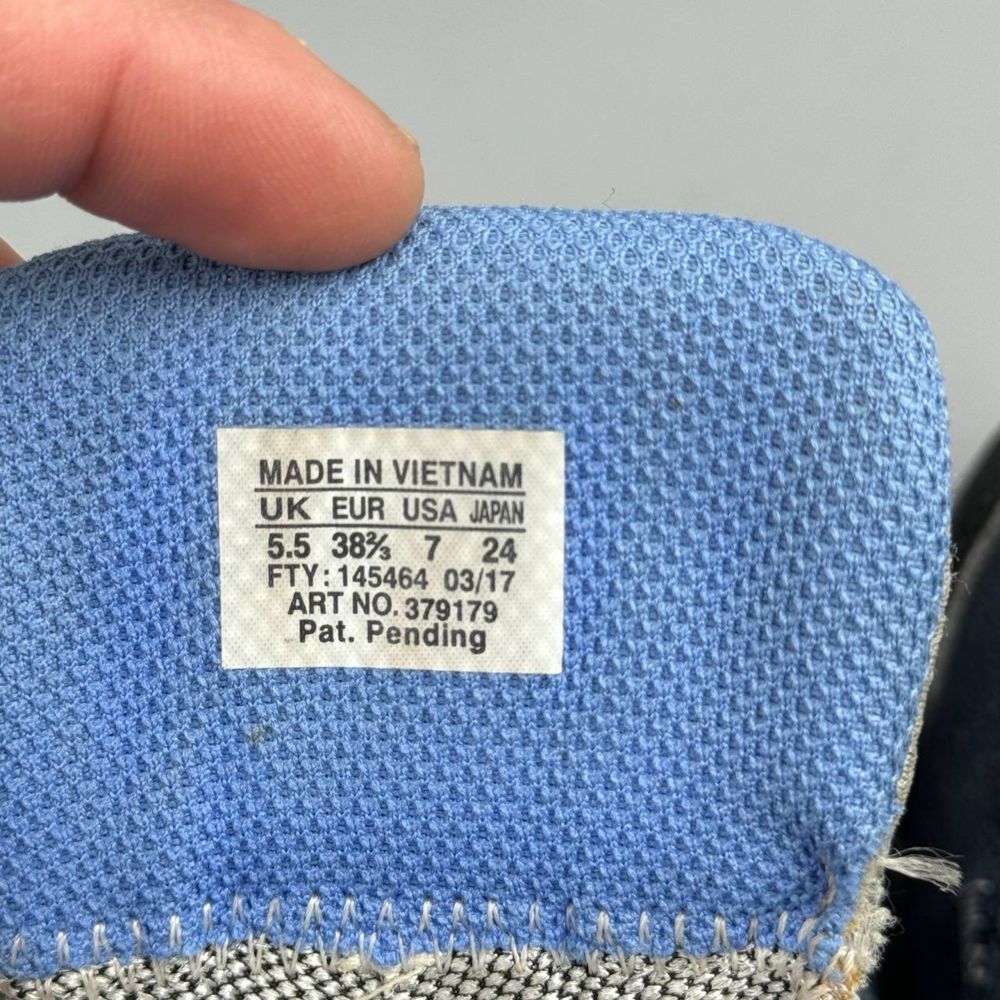 MADE IN VIETNAM
UK EUR USA JAPAN
5.5 38⅔ 7 24
FTY: 145464 03/17
ART NO. 379179
Pat. Pending